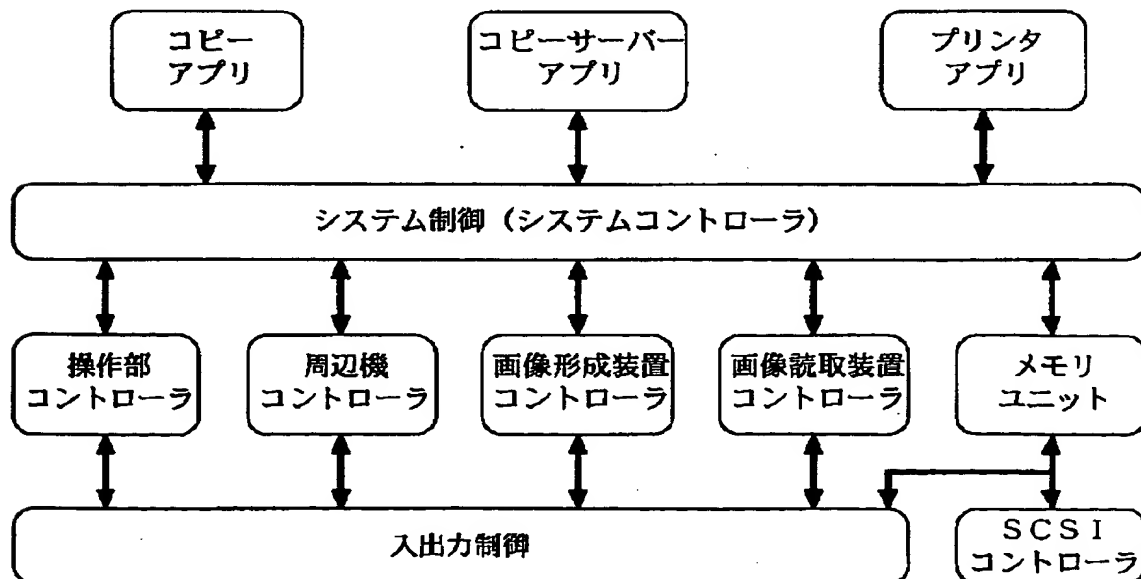 コピー
アプリ
コピーサーバー
アプリ
プリンタ
アプリ
システム制御（システムコントローラ）
操作部
コントローラ
周辺機
コントローラ
画像形成装置
コントローラ
画像読取装置
コントローラ
メモリ
ユニット
入出力制御
ＳＣＳＩ
コントローラ